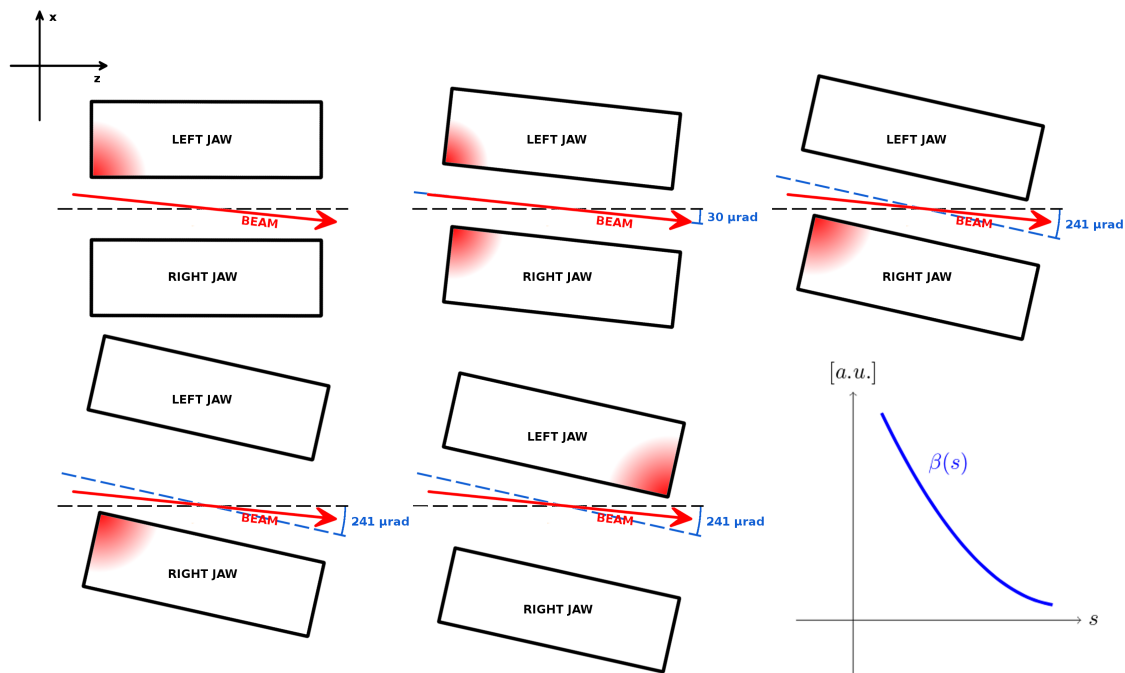 x
z
LEFT JAW
BEAM
RIGHT JAW
LEFT JAW
BEAM
30 μrad
RIGHT JAW
LEFT JAW
BEAM
241 μrad
RIGHT JAW
LEFT JAW
BEAM
241 μrad
RIGHT JAW
LEFT JAW
BEAM
241 μrad
RIGHT JAW
[a.u.]
β(s)
s